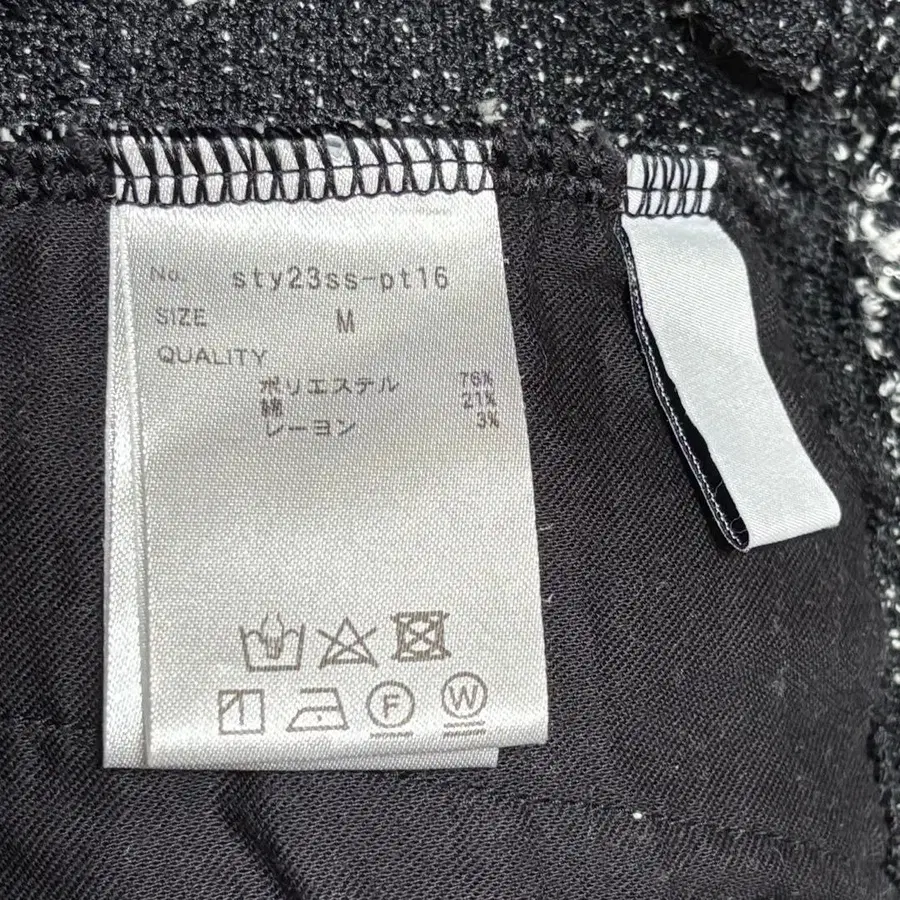 No. sty23ss-pt16
SIZE M
QUALITY
ポリエステル 76%
綿 21%
レーヨン 3%
F W